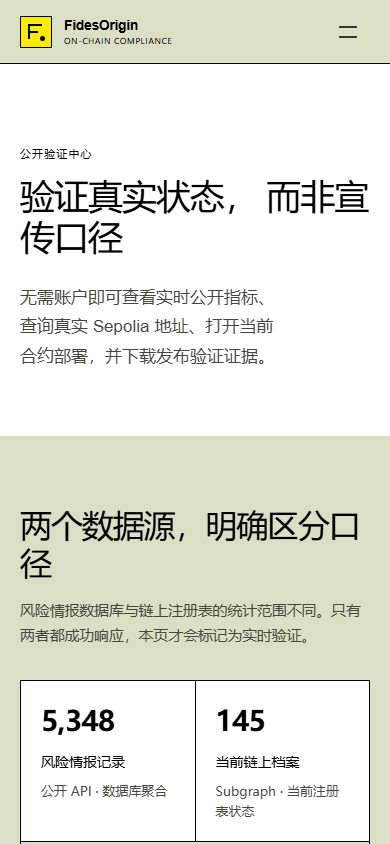 F.
FidesOrigin
ON-CHAIN COMPLIANCE
公开验证中心
验证真实状态， 而非宣
传口径
无需账户即可查看实时公开指标、
查询真实 Sepolia 地址、打开当前
合约部署，并下载发布验证证据。
两个数据源，明确区分口
径
风险情报数据库与链上注册表的统计范围不同。只有
两者都成功响应，本页才会标记为实时验证。
5,348
风险情报记录
公开 API · 数据库聚合
145
当前链上档案
Subgraph · 当前注册
表状态